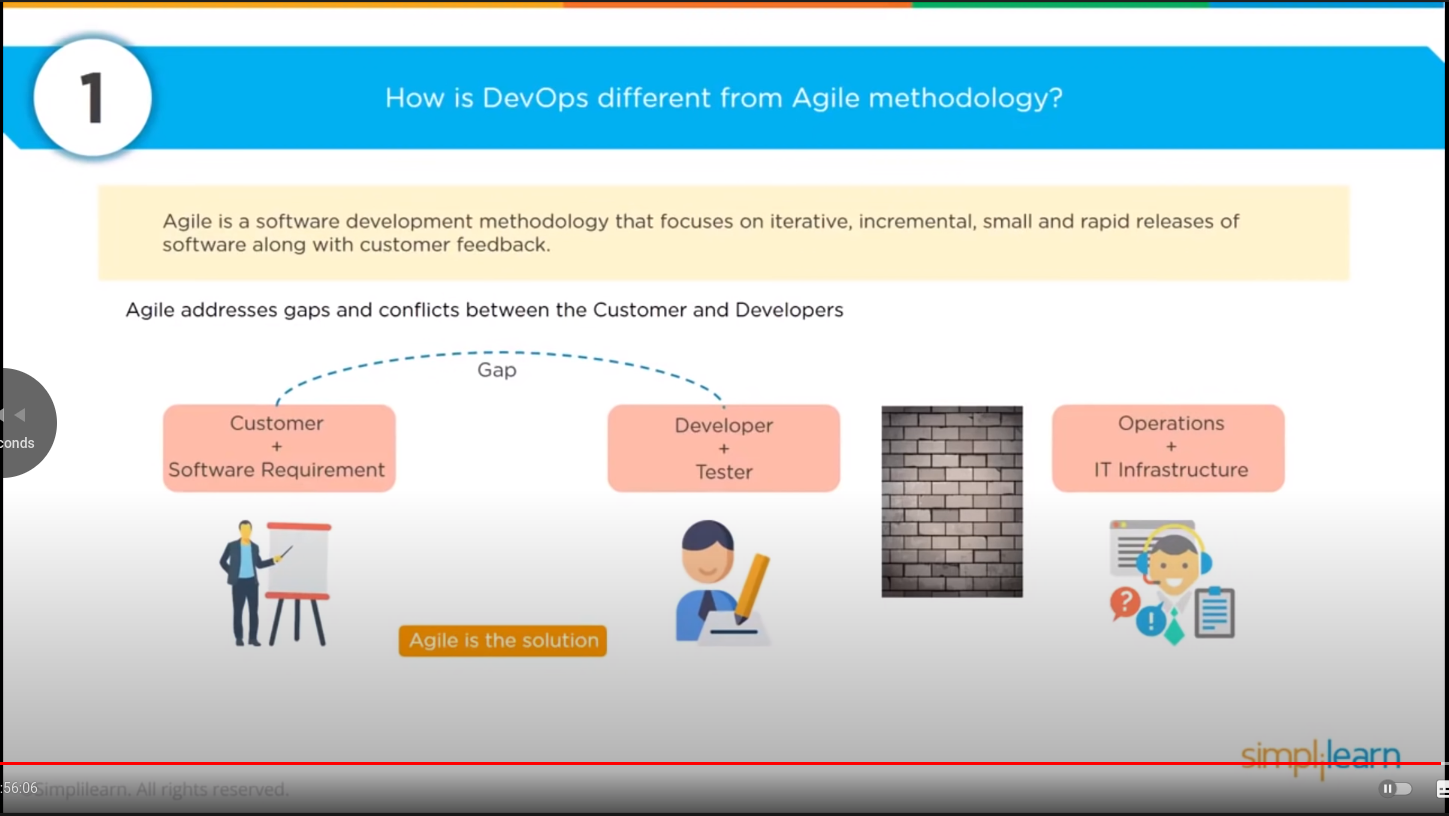 1
How is DevOps different from Agile methodology?
Agile is a software development methodology that focuses on iterative, incremental, small and rapid releases of
software along with customer feedback.
Agile addresses gaps and conflicts between the Customer and Developers
Gap
Customer
+
Software Requirement
Developer
+
Tester
Operations
+
IT Infrastructure
conds
?
!
Agile is the solution
simplilearn
:56:06
Simplilearn. All rights reserved.